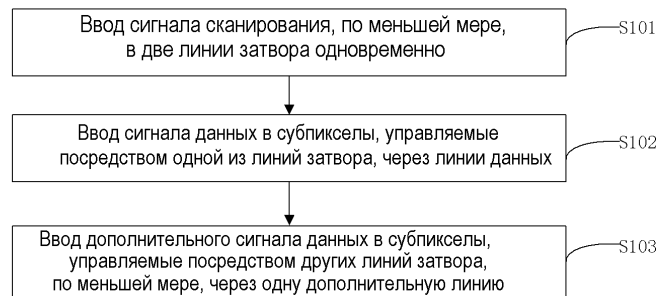 Ввод сигнала сканирования, по меньшей мере,
в две линии затвора одновременно
S101
Ввод сигнала данных в субпикселы, управляемые
посредством одной из линий затвора, через линии данных
S102
Ввод дополнительного сигнала данных в субпикселы,
управляемые посредством других линий затвора,
по меньшей мере, через одну дополнительную линию
S103